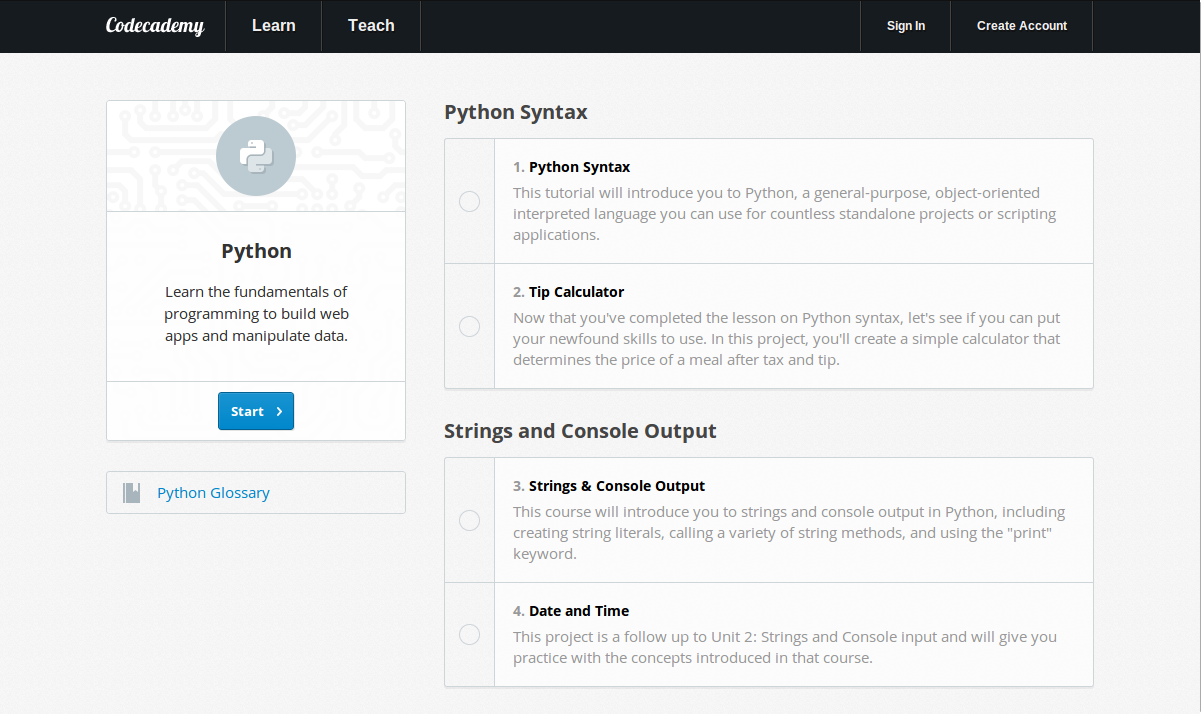 Codecademy
Learn
Teach
Sign In
Create Account
Python
Learn the fundamentals of
programming to build web
apps and manipulate data.
Start
Python Glossary
Python Syntax
1. Python Syntax
This tutorial will introduce you to Python, a general-purpose, object-oriented
interpreted language you can use for countless standalone projects or scripting
applications.
2. Tip Calculator
Now that you've completed the lesson on Python syntax, let's see if you can put
your newfound skills to use. In this project, you'll create a simple calculator that
determines the price of a meal after tax and tip.
Strings and Console Output
3. Strings & Console Output
This course will introduce you to strings and console output in Python, including
creating string literals, calling a variety of string methods, and using the "print"
keyword.
4. Date and Time
This project is a follow up to Unit 2: Strings and Console input and will give you
practice with the concepts introduced in that course.